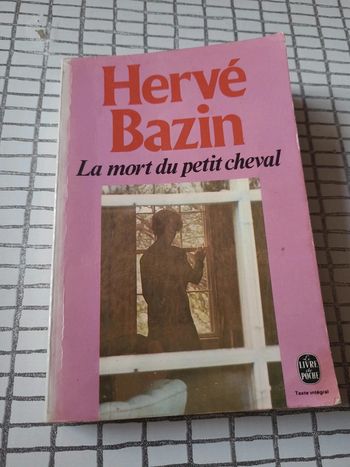 Hervé
Bazin
La mort du petit cheval
Le
LIVRE
de
POCHE
Texte intégral